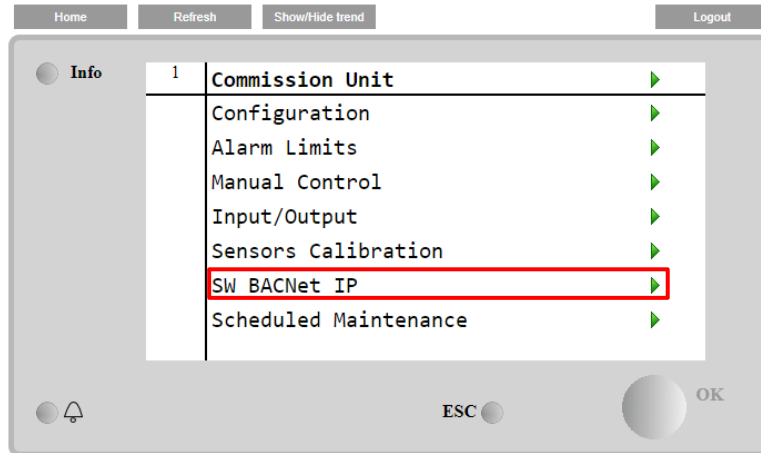 Home Refresh Show/Hide trend Logout
Info
1 Commission Unit
Configuration
Alarm Limits
Manual Control
Input/Output
Sensors Calibration
SW BACNet IP
Scheduled Maintenance
ESC OK